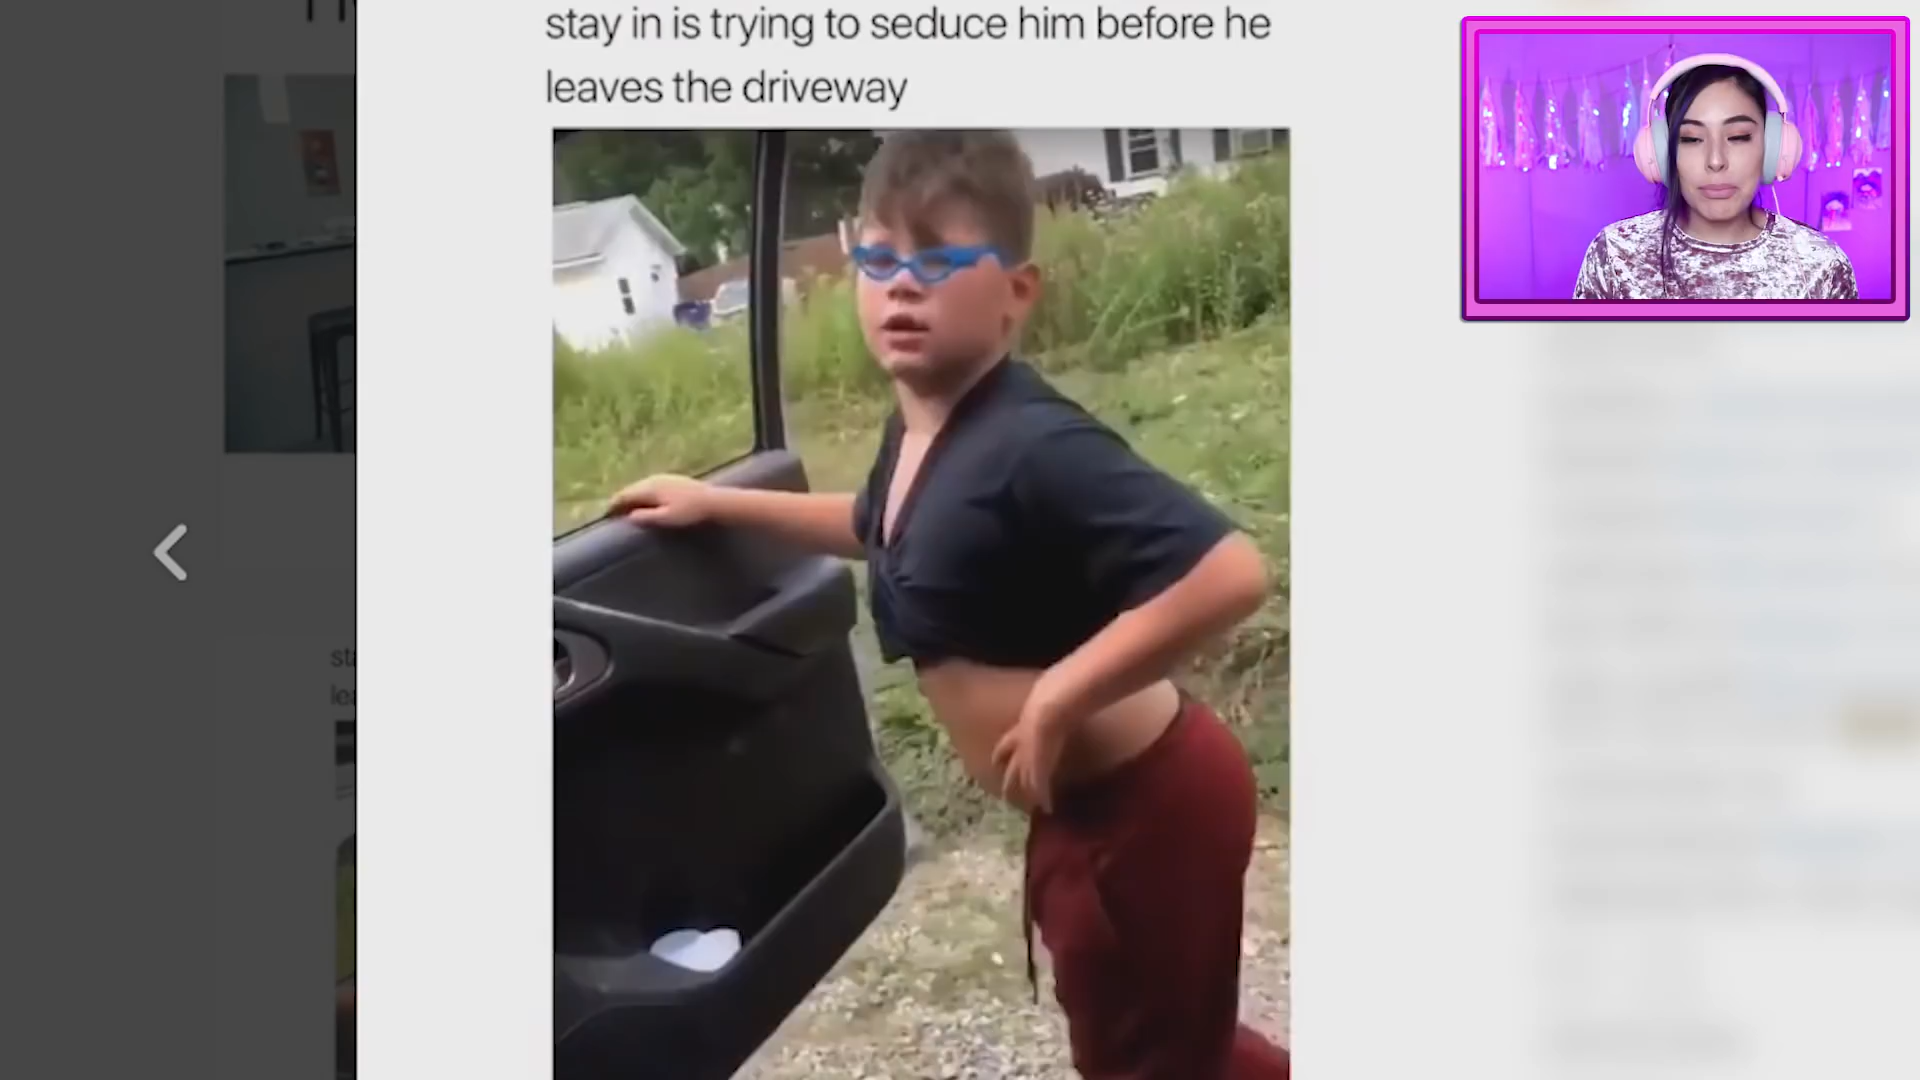 stay in is trying to seduce him before he
leaves the driveway